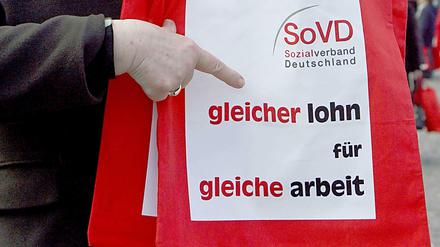 SoVD
Sozialverband
Deutschland
gleicher lohn
für
gleiche arbeit